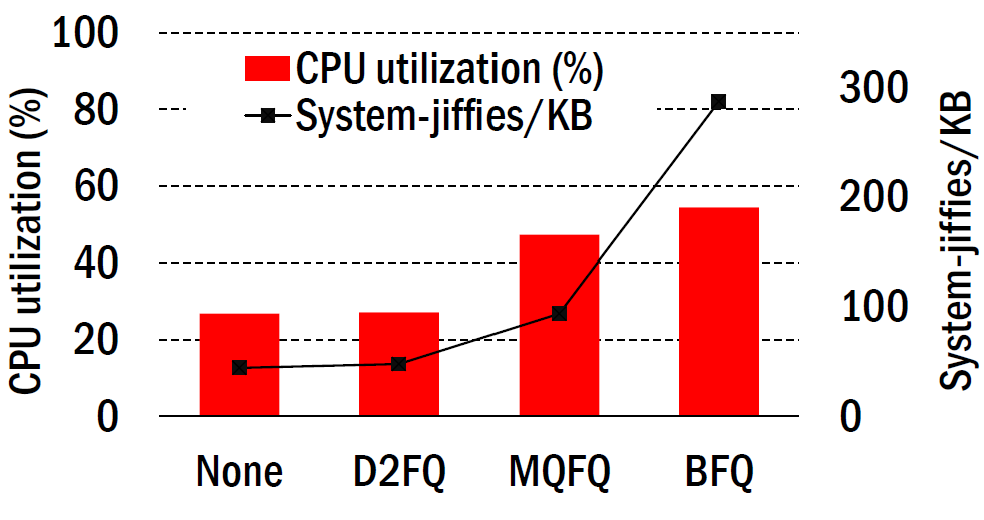 100
80
60
40
20
0
CPU utilization (%)
CPU utilization (%)
System-jiffies/KB
300
200
100
0
System-jiffies/KB
None D2FQ MQFQ BFQ